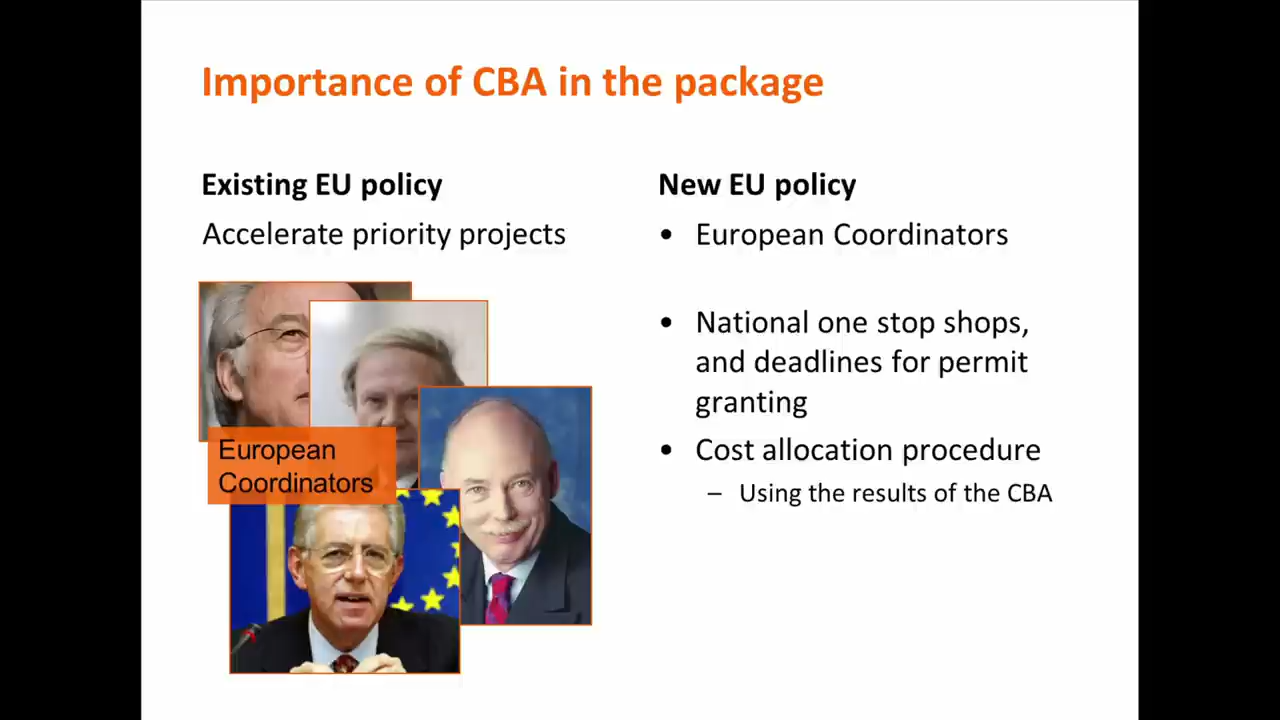 Importance of CBA in the package
Existing EU policy
Accelerate priority projects
European
Coordinators
New EU policy
• European Coordinators
• National one stop shops,
and deadlines for permit
granting
• Cost allocation procedure
– Using the results of the CBA